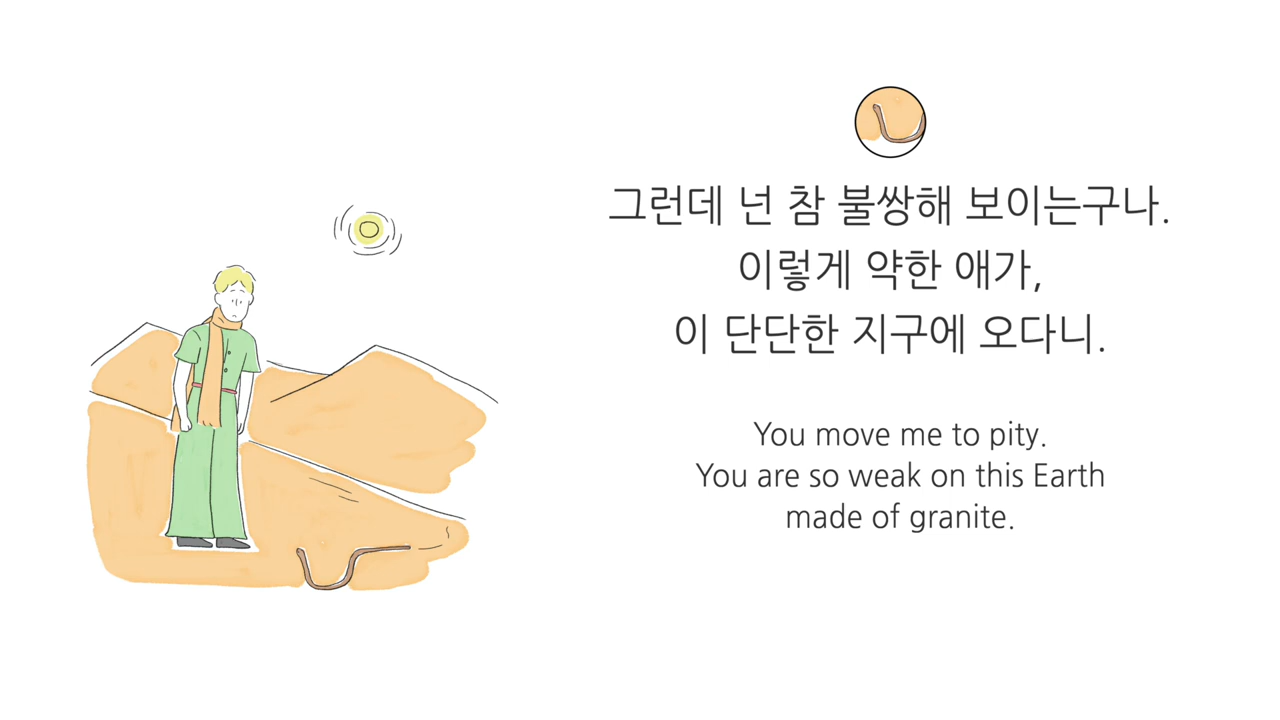 그런데 넌 참 불쌍해 보이는구나.
이렇게 약한 애가,
이 단단한 지구에 오다니.
You move me to pity.
You are so weak on this Earth
made of granite.